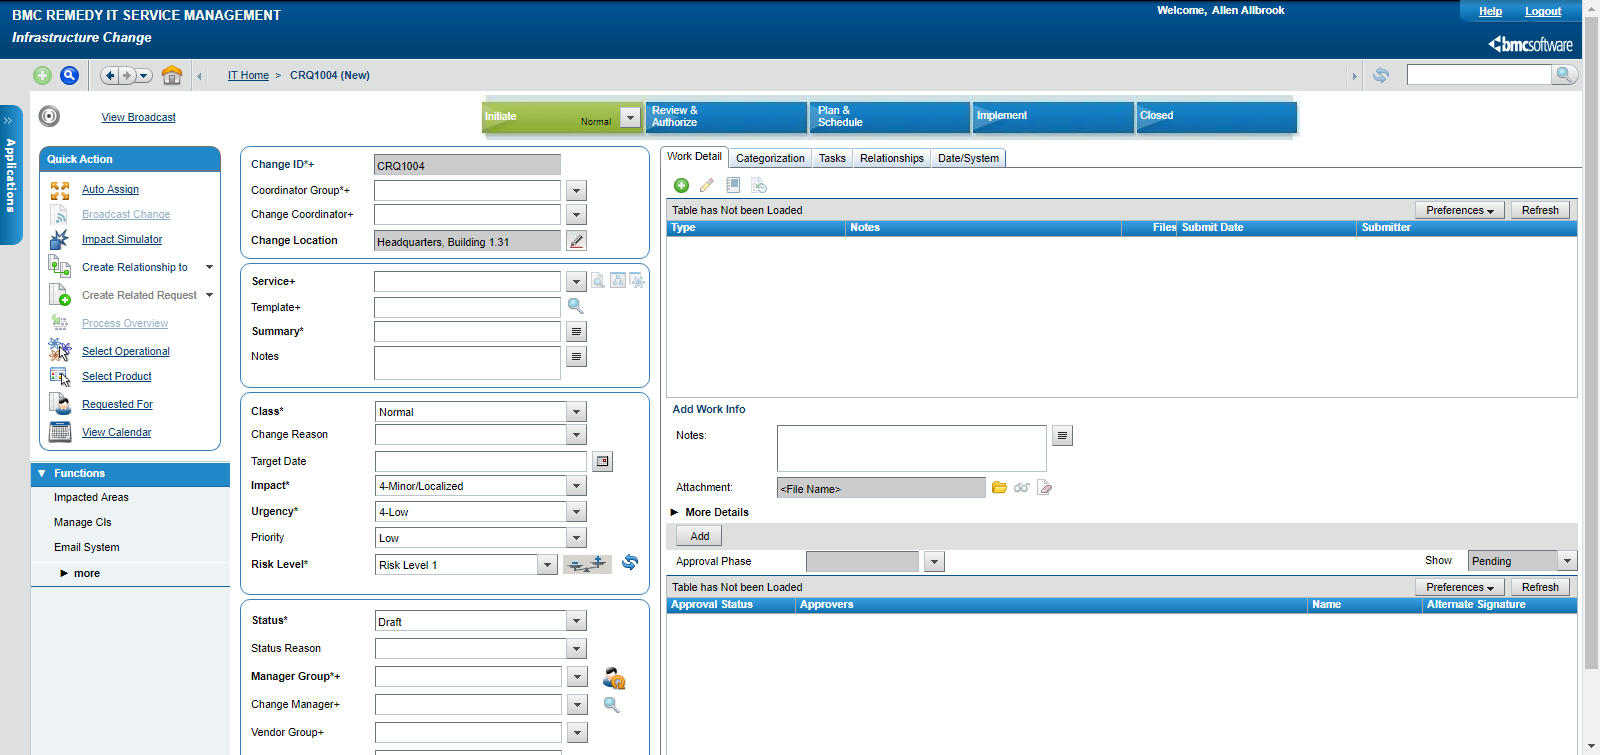 BMC REMEDY IT SERVICE MANAGEMENT
Welcome, Allen Allbrook
Help
Logout
Infrastructure Change
bmcsoftware
IT Home > CRQ1004 (New)
Applications
View Broadcast
Initiate
Normal
Review &
Authorize
Plan &
Schedule
Implement
Closed
Quick Action
Auto Assign
Broadcast Change
Impact Simulator
Create Relationship to
Create Related Request
Process Overview
Select Operational
Select Product
Requested For
View Calendar
Functions
Impacted Areas
Manage CIs
Email System
more
Change ID*+ CRQ1004
Coordinator Group*+
Change Coordinator+
Change Location Headquarters, Building 1.31
Service+
Template+
Summary*
Notes
Class* Normal
Change Reason
Target Date
Impact* 4-Minor/Localized
Urgency* 4-Low
Priority Low
Risk Level* Risk Level 1
Status* Draft
Status Reason
Manager Group*+
Change Manager+
Vendor Group+
Work Detail Categorization Tasks Relationships Date/System
Table has Not been Loaded Preferences Refresh
Type Notes Files Submit Date Submitter
Add Work Info
Notes:
Attachment: <File Name>
More Details
Add
Approval Phase Show Pending
Table has Not been Loaded Preferences Refresh
Approval Status Approvers Name Alternate Signature